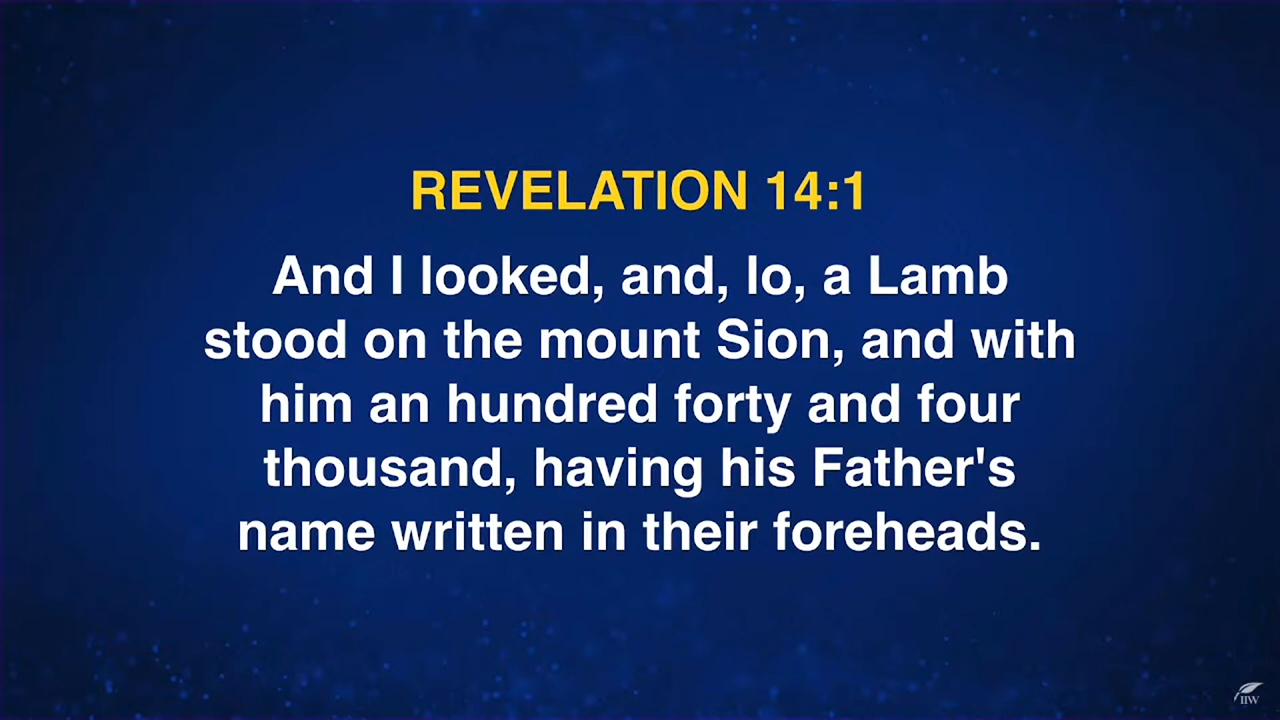 REVELATION 14:1
And I looked, and, lo, a Lamb
stood on the mount Sion, and with
him an hundred forty and four
thousand, having his Father's
name written in their foreheads.
IIW